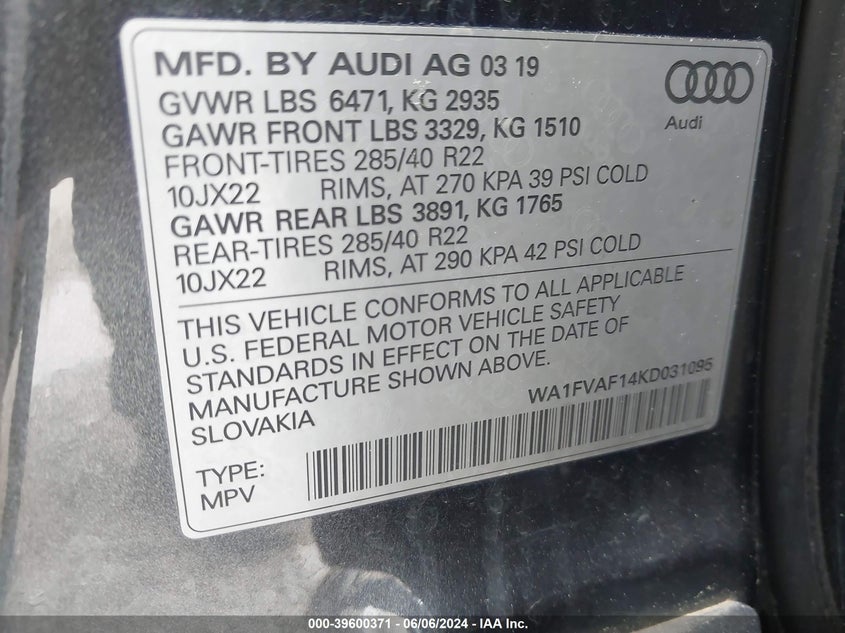 MFD. BY AUDI AG 03 19
GVWR LBS 6471, KG 2935
GAWR FRONT LBS 3329, KG 1510
FRONT-TIRES 285/40 R22
10JX22 RIMS, AT 270 KPA 39 PSI COLD
GAWR REAR LBS 3891, KG 1765
REAR-TIRES 285/40 R22
10JX22 RIMS, AT 290 KPA 42 PSI COLD
Audi
THIS VEHICLE CONFORMS TO ALL APPLICABLE
U.S. FEDERAL MOTOR VEHICLE SAFETY
STANDARDS IN EFFECT ON THE DATE OF
MANUFACTURE SHOWN ABOVE.
SLOVAKIA
WA1FVAF14KD031095
TYPE:
MPV
000-39600371 - 06/06/2024 - IAA Inc.